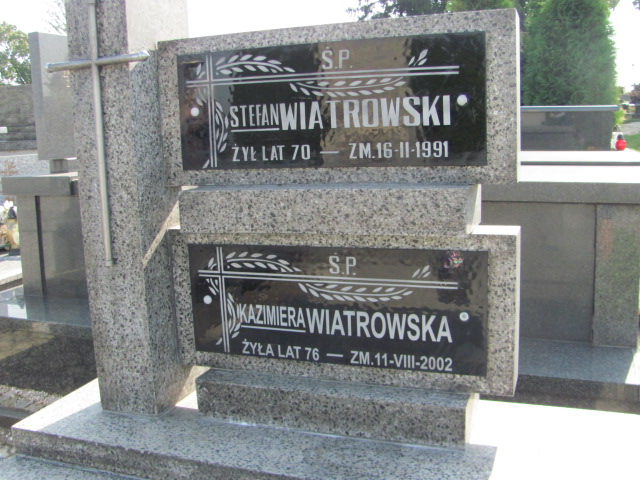 Ś.P.
STEFAN WIATROWSKI
ŻYŁ LAT 70 — ZM.16-II-1991
Ś.P.
KAZIMIERA WIATROWSKA
ŻYŁA LAT 76 — ZM.11-VIII-2002